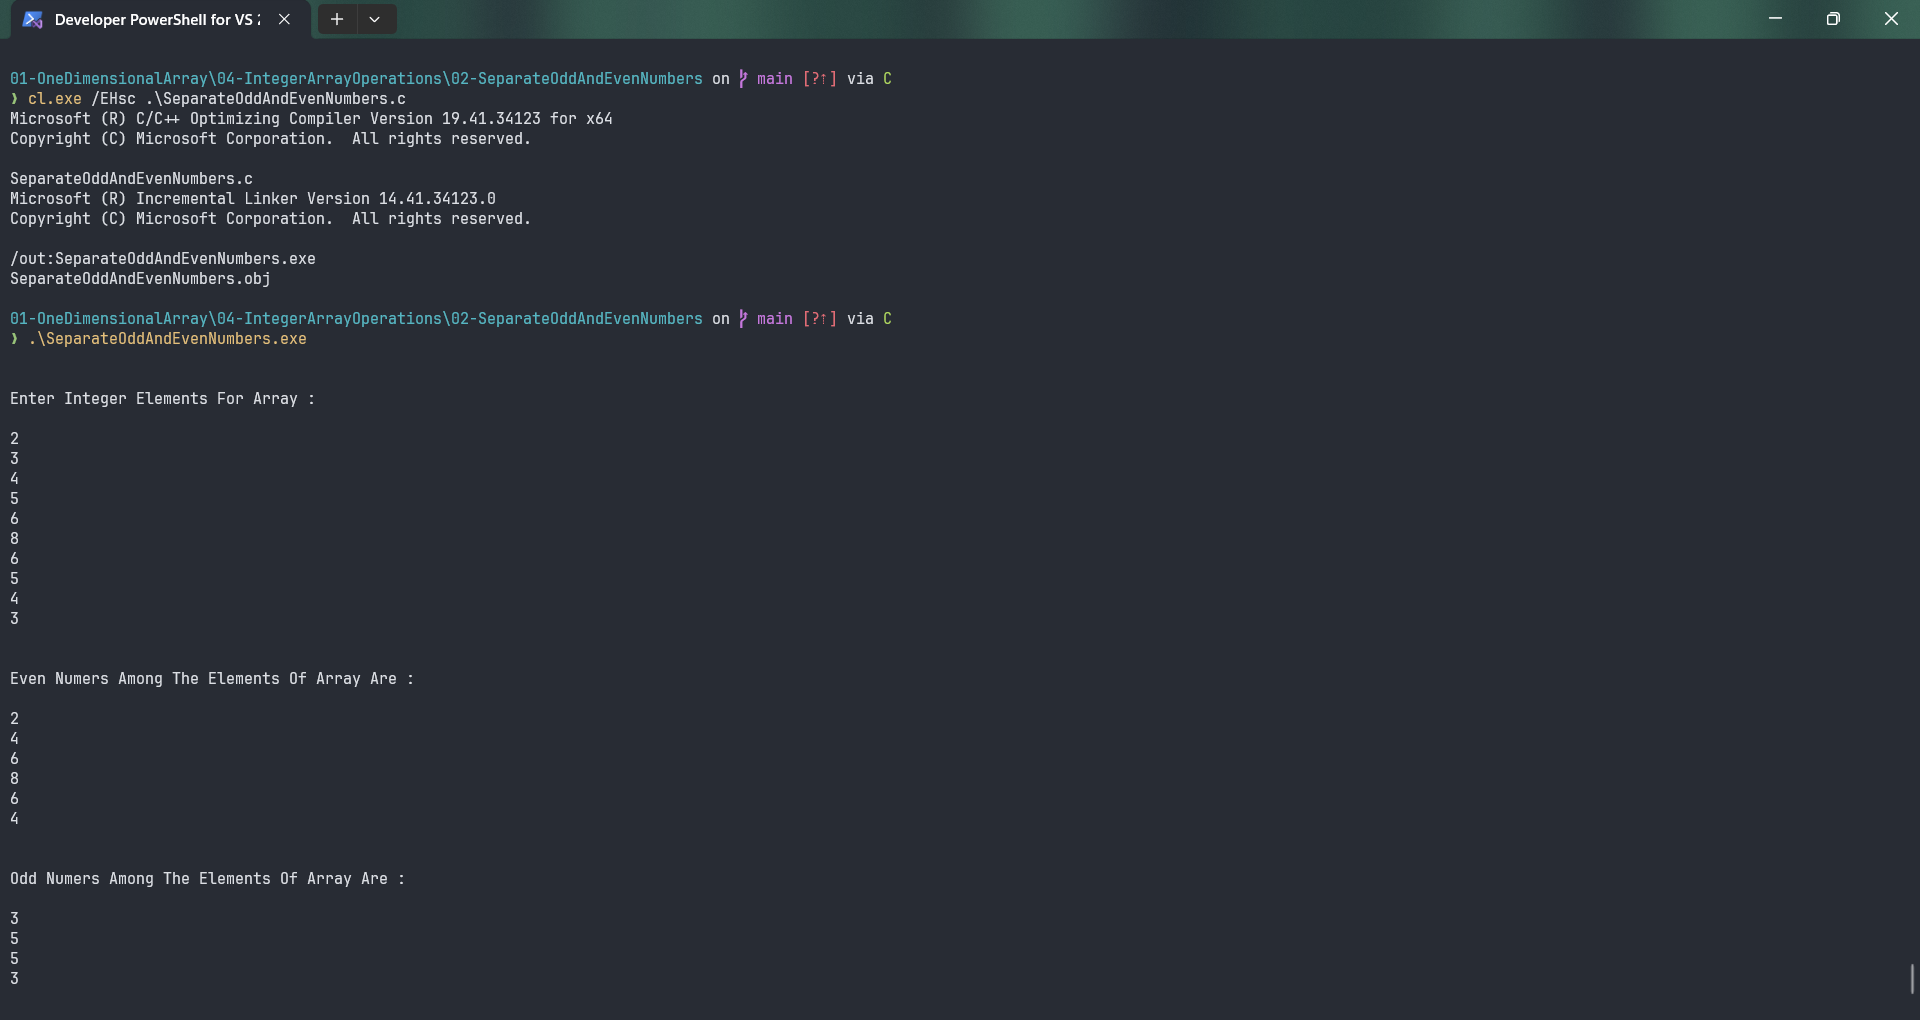 Developer PowerShell for VS 2
01-OneDimensionalArray\04-IntegerArrayOperations\02-SeparateOddAndEvenNumbers on main [?↑] via C
❯ cl.exe /EHsc .\SeparateOddAndEvenNumbers.c
Microsoft (R) C/C++ Optimizing Compiler Version 19.41.34123 for x64
Copyright (C) Microsoft Corporation.  All rights reserved.
SeparateOddAndEvenNumbers.c
Microsoft (R) Incremental Linker Version 14.41.34123.0
Copyright (C) Microsoft Corporation.  All rights reserved.
/out:SeparateOddAndEvenNumbers.exe
SeparateOddAndEvenNumbers.obj
01-OneDimensionalArray\04-IntegerArrayOperations\02-SeparateOddAndEvenNumbers on main [?↑] via C
❯ .\SeparateOddAndEvenNumbers.exe
Enter Integer Elements For Array :
2
3
4
5
6
8
6
5
4
3
Even Numers Among The Elements Of Array Are :
2
4
6
8
6
4
Odd Numers Among The Elements Of Array Are :
3
5
5
3